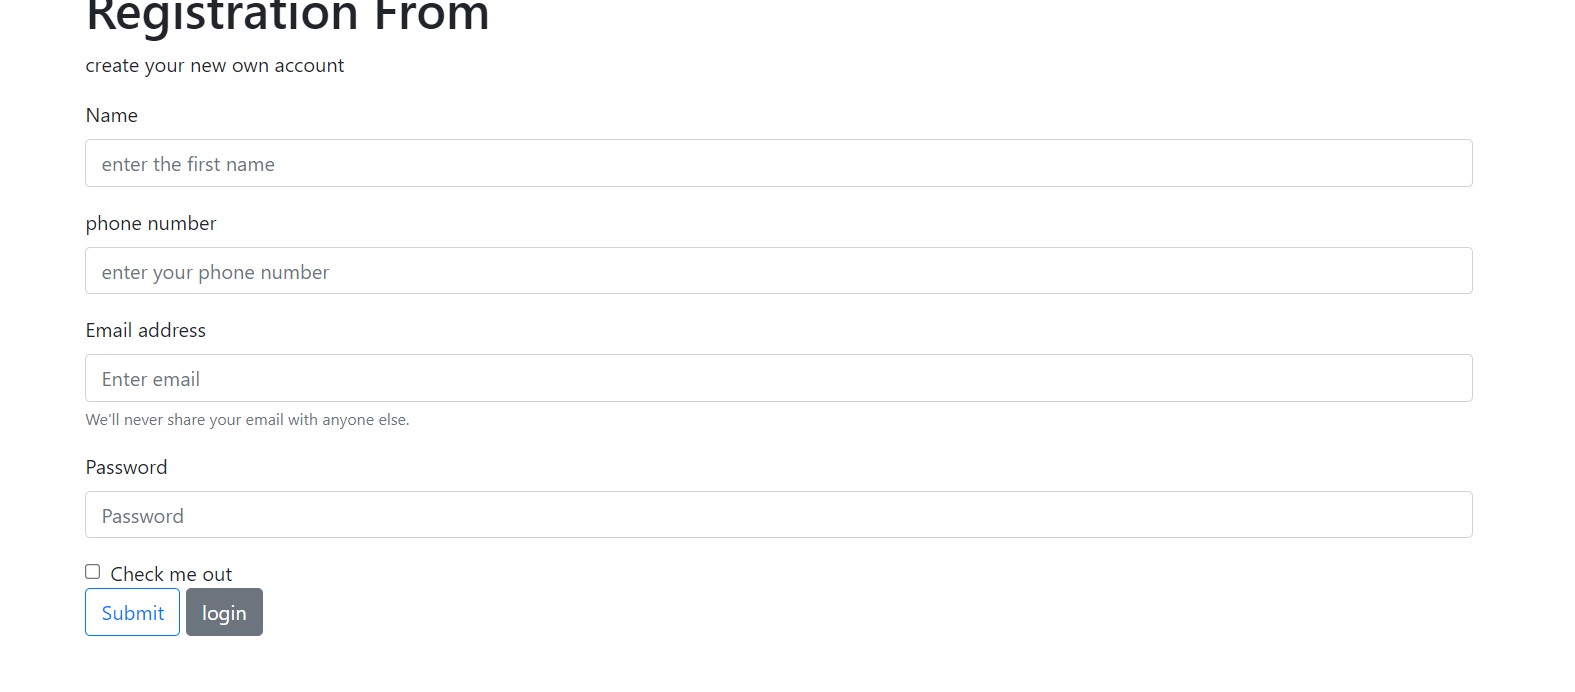 Registration From
create your new own account
Name
enter the first name
phone number
enter your phone number
Email address
Enter email
We'll never share your email with anyone else.
Password
Password
Check me out
Submit login